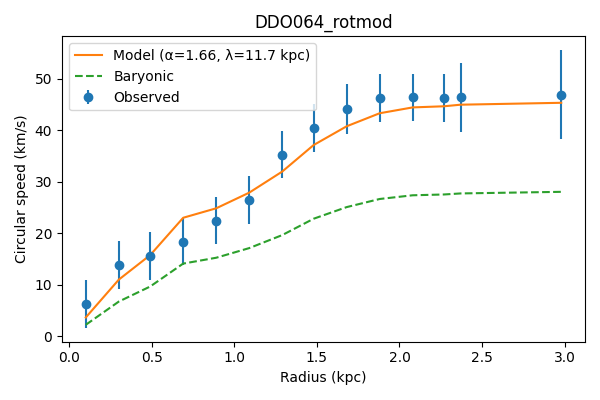 DDO064_rotmod
Model (α=1.66, λ=11.7 kpc)
Baryonic
Observed
Circular speed (km/s)
50
40
30
20
10
0
0.0 0.5 1.0 1.5 2.0 2.5 3.0
Radius (kpc)